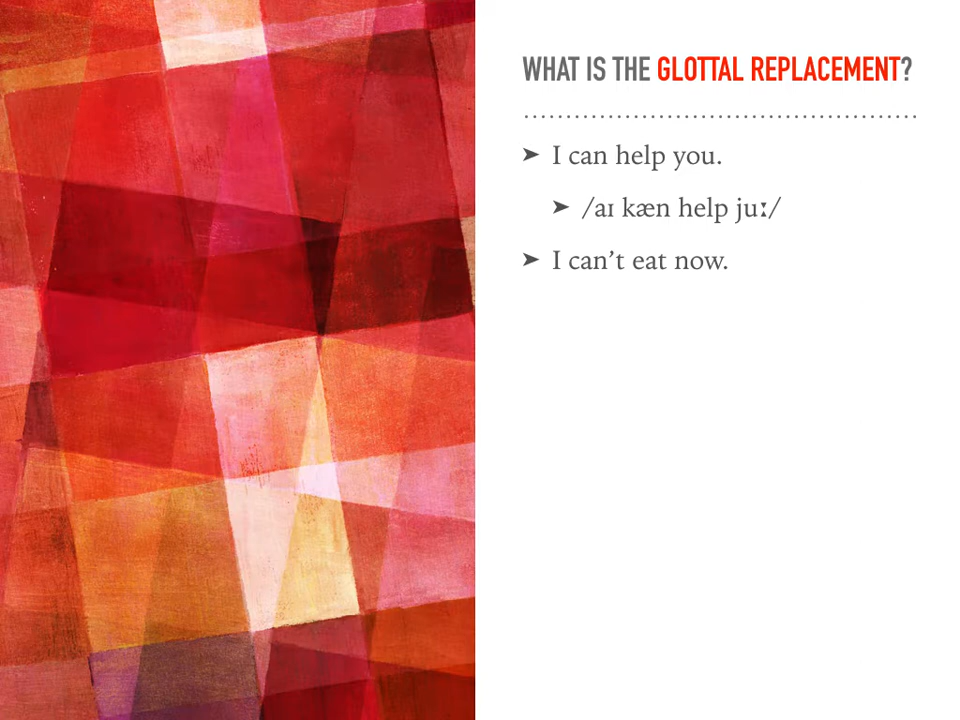 WHAT IS THE GLOTTAL REPLACEMENT?
➤ I can help you.
➤ /aɪ kæn help juː/
➤ I can’t eat now.